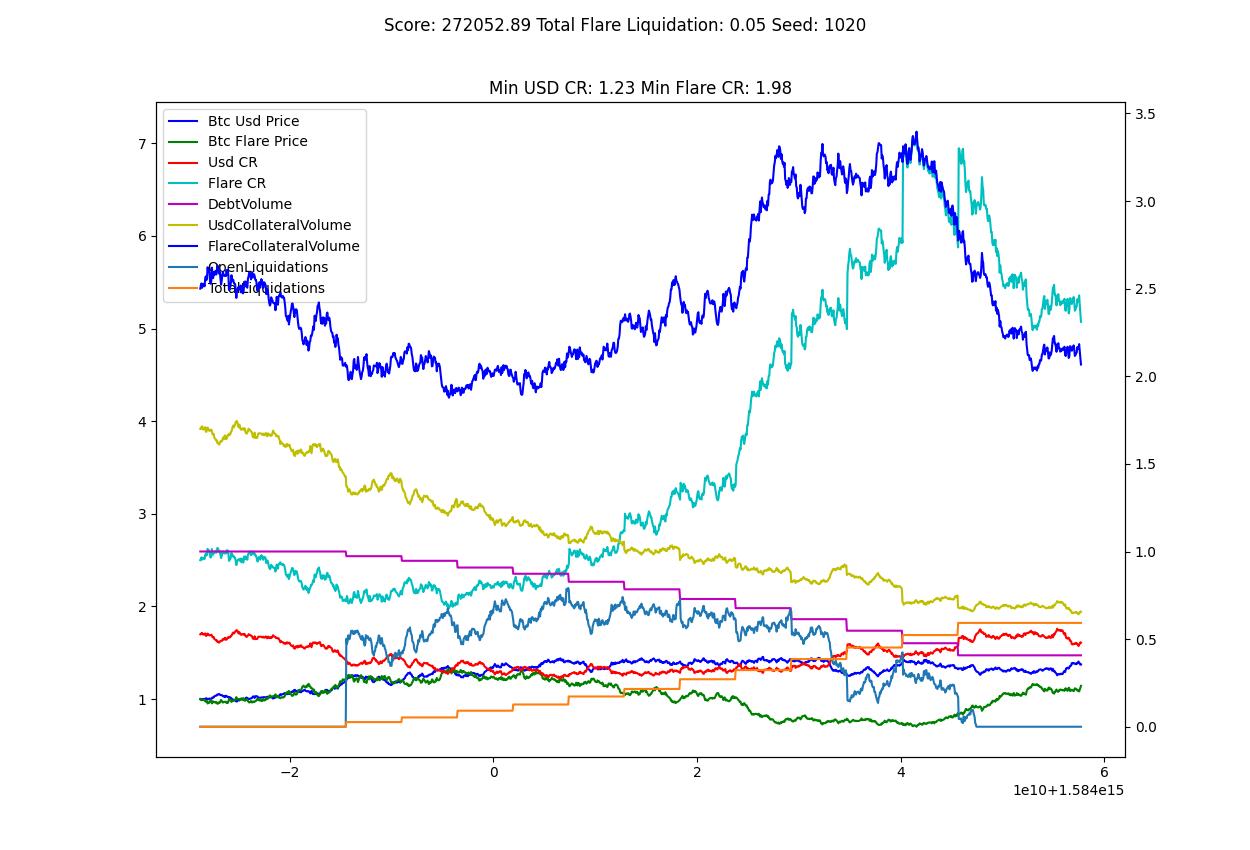 Score: 272052.89 Total Flare Liquidation: 0.05 Seed: 1020
Min USD CR: 1.23 Min Flare CR: 1.98
Btc Usd Price
Btc Flare Price
Usd CR
Flare CR
DebtVolume
UsdCollateralVolume
FlareCollateralVolume
OpenLiquidations
TotalLiquidations
7
6
5
4
3
2
1
3.5
3.0
2.5
2.0
1.5
1.0
0.5
0.0
−2
0
2
4
6
1e10+1.584e15